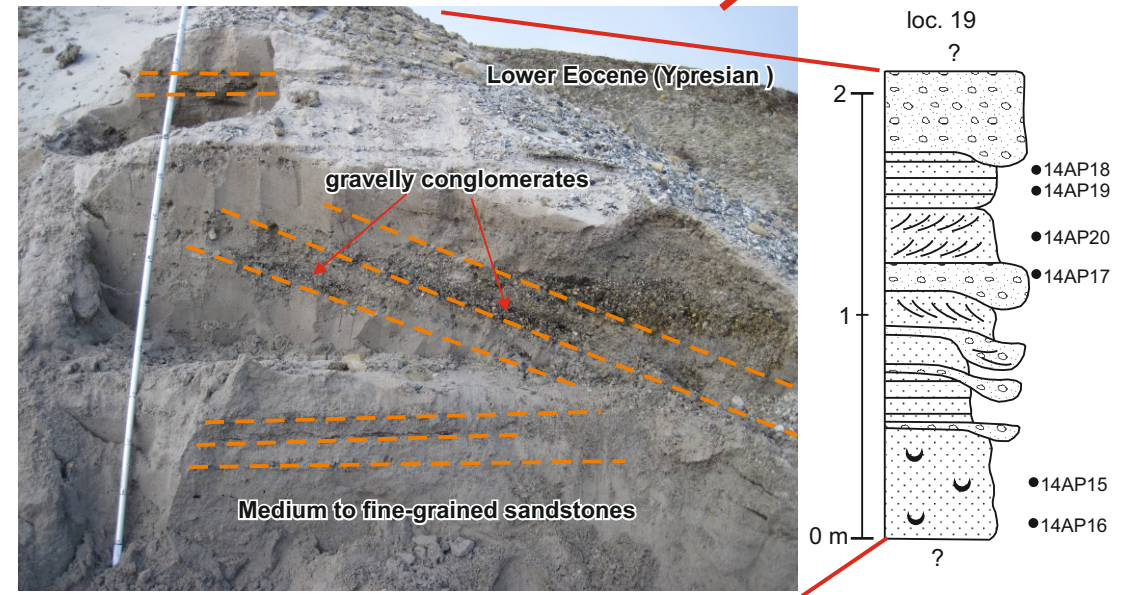 Lower Eocene (Ypresian )
gravelly conglomerates
Medium to fine-grained sandstones
loc. 19
?
2
14AP18
14AP19
14AP20
14AP17
1
14AP15
14AP16
0 m
?